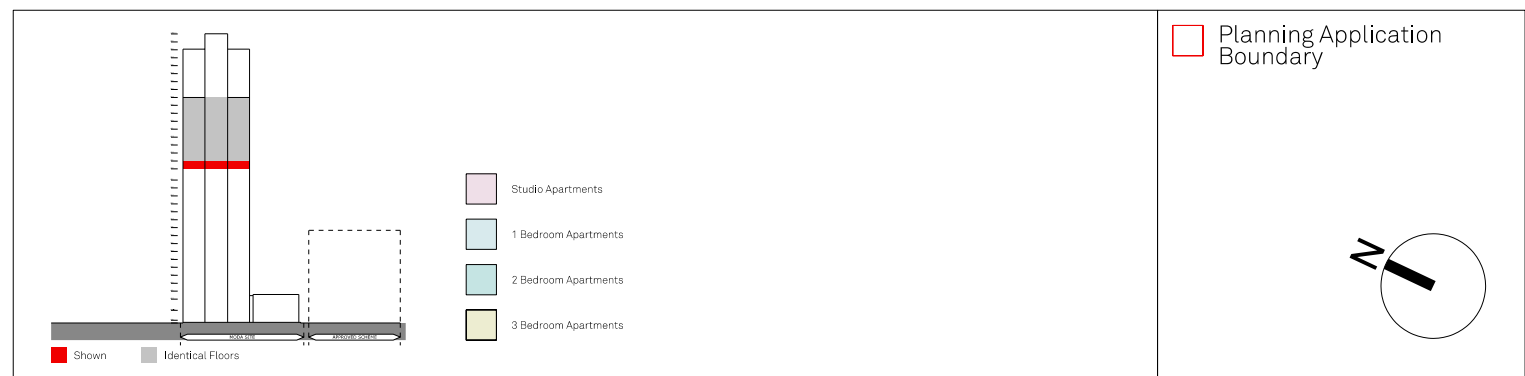 MODA SITE
APPROVED SCHEME
Shown
Identical Floors
Studio Apartments
1 Bedroom Apartments
2 Bedroom Apartments
3 Bedroom Apartments
Planning Application
Boundary
N